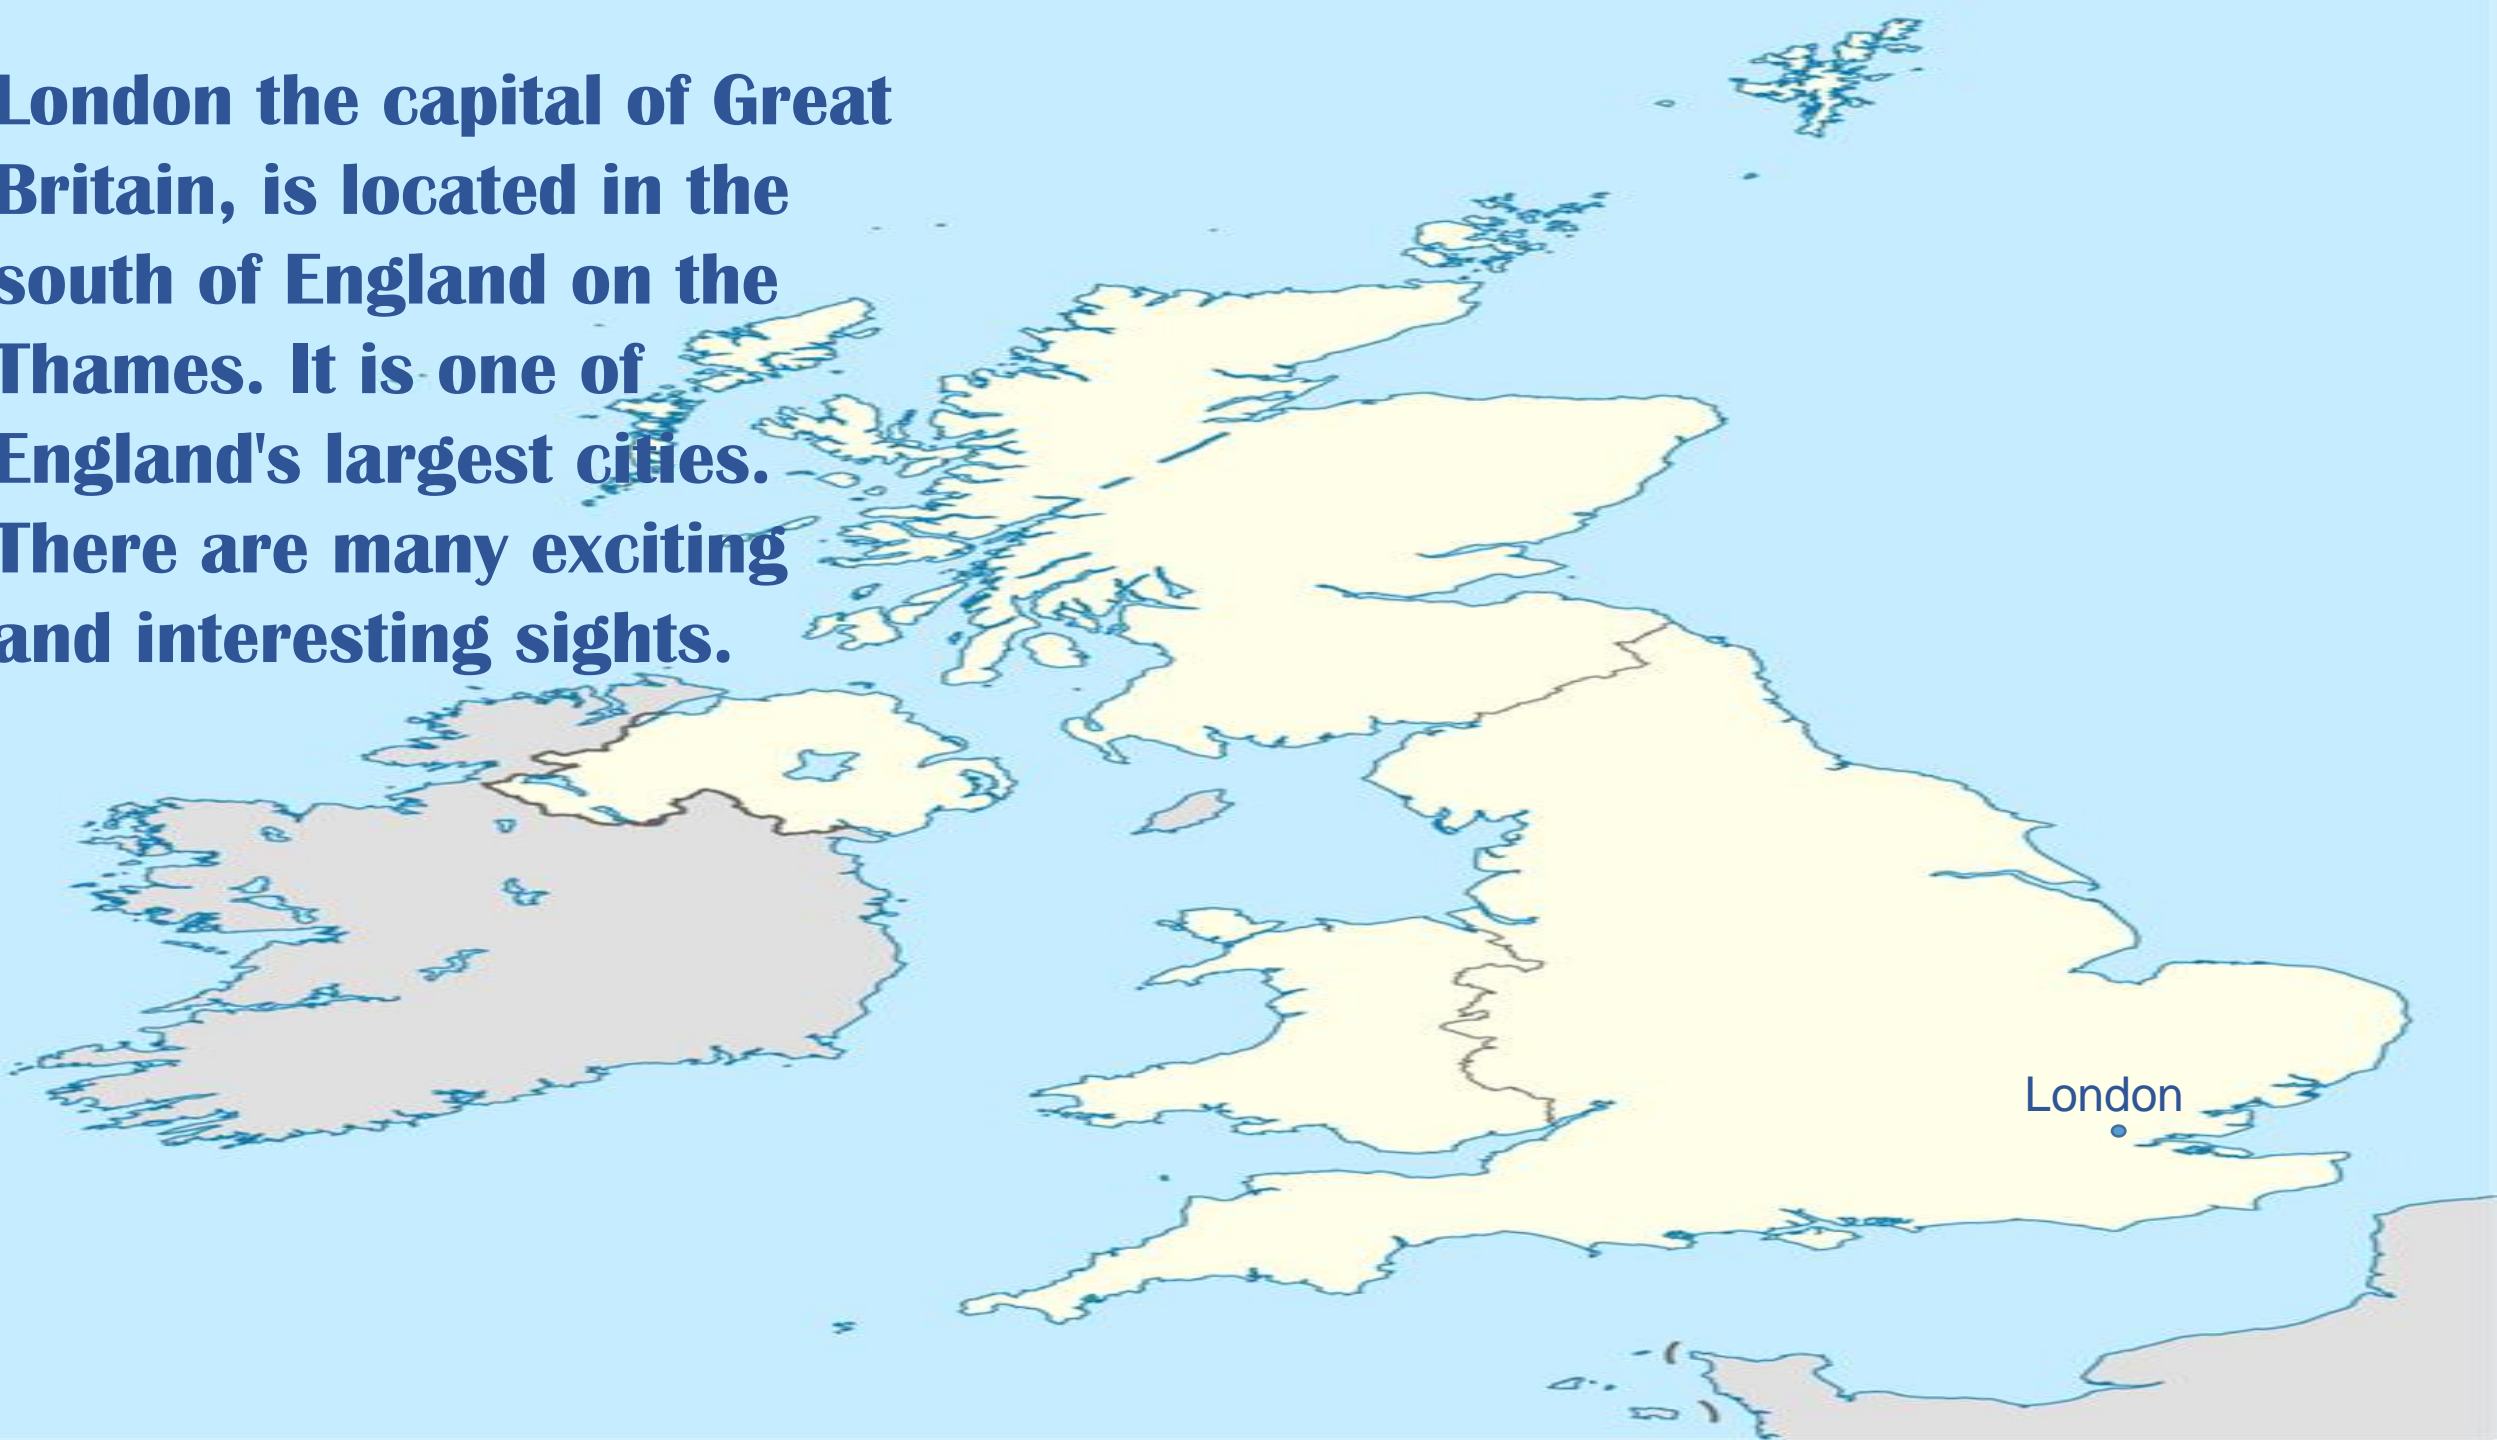 London the capital of Great
Britain, is located in the
south of England on the
Thames. It is one of
England's largest cities.
There are many exciting
and interesting sights.
London